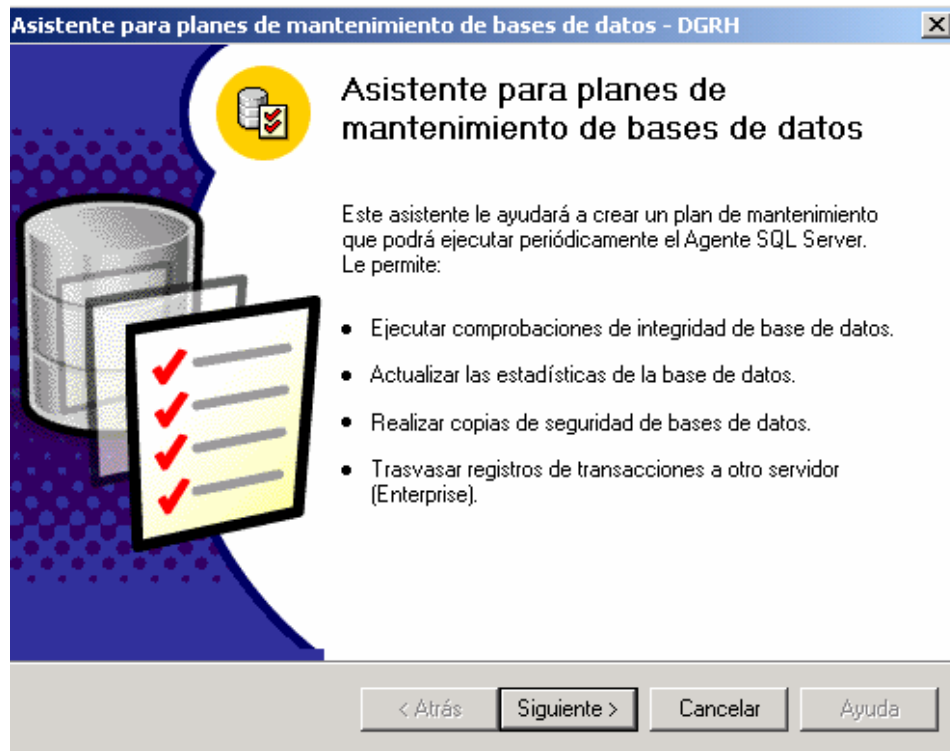 Asistente para planes de mantenimiento de bases de datos - DGRH
Asistente para planes de
mantenimiento de bases de datos
Este asistente le ayudará a crear un plan de mantenimiento
que podrá ejecutar periódicamente el Agente SQL Server.
Le permite:
• Ejecutar comprobaciones de integridad de base de datos.
• Actualizar las estadísticas de la base de datos.
• Realizar copias de seguridad de bases de datos.
• Trasvasar registros de transacciones a otro servidor
(Enterprise).
< Atrás Siguiente > Cancelar Ayuda